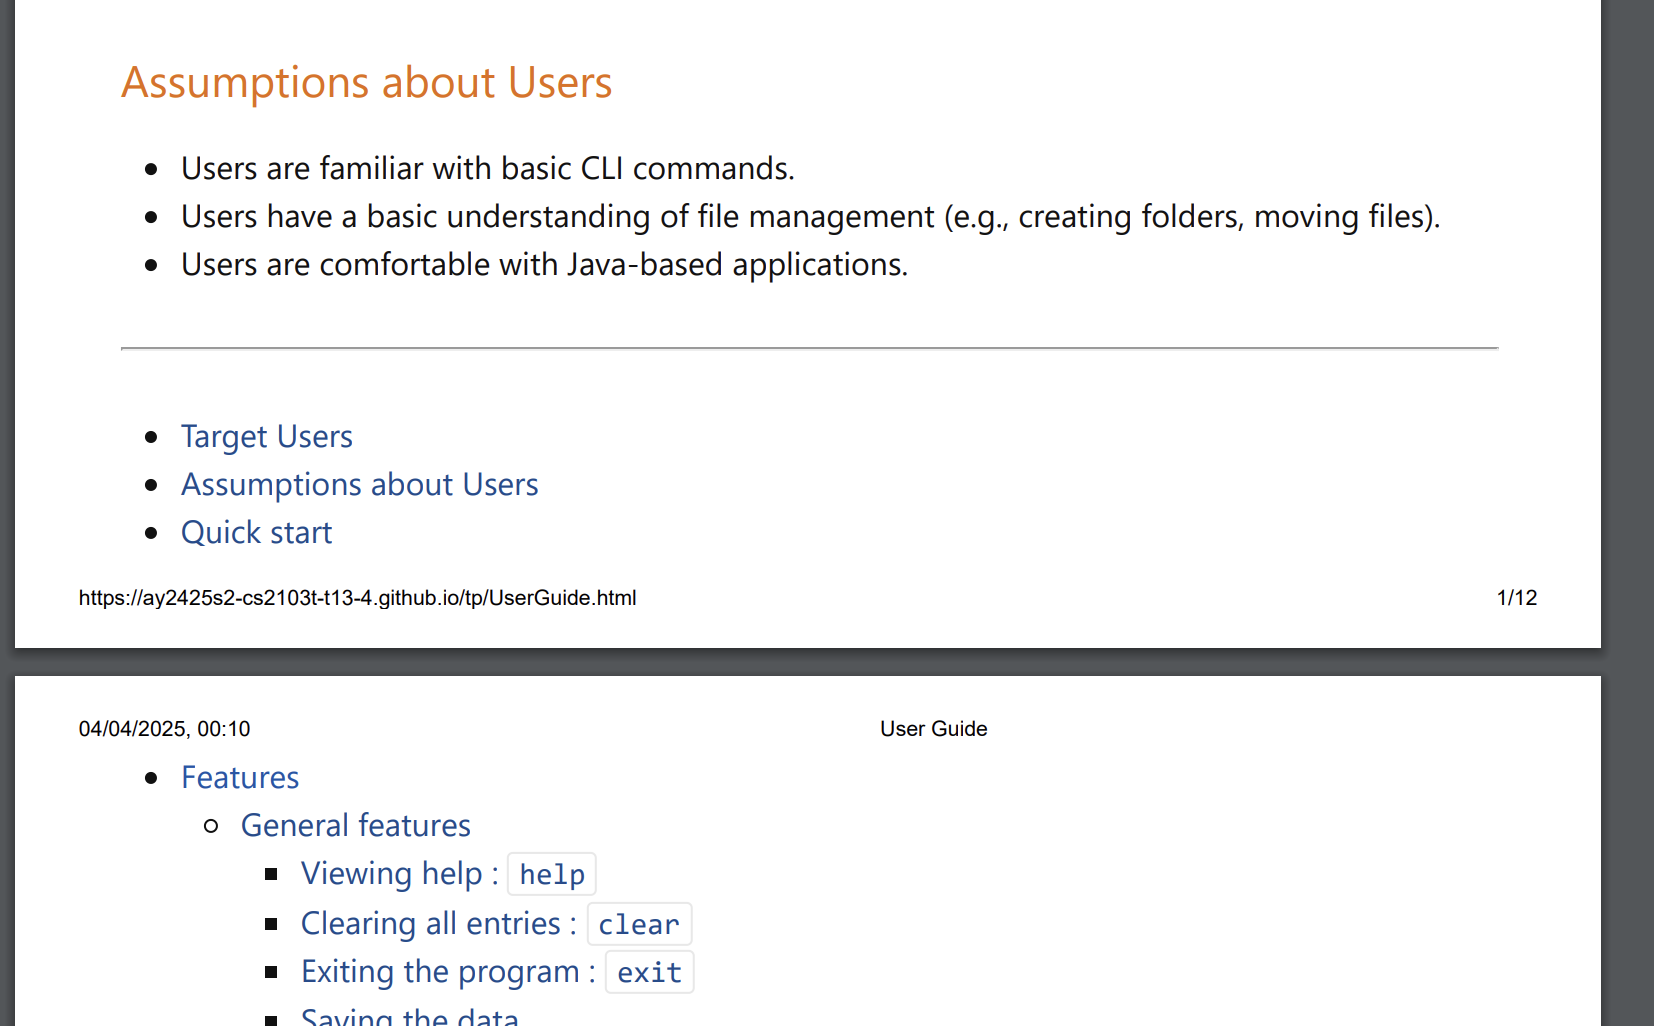 Assumptions about Users
Users are familiar with basic CLI commands.
Users have a basic understanding of file management (e.g., creating folders, moving files).
Users are comfortable with Java-based applications.
Target Users
Assumptions about Users
Quick start
https://ay2425s2-cs2103t-t13-4.github.io/tp/UserGuide.html 1/12
04/04/2025, 00:10 User Guide
Features
General features
Viewing help : help
Clearing all entries : clear
Exiting the program : exit
Saving the data